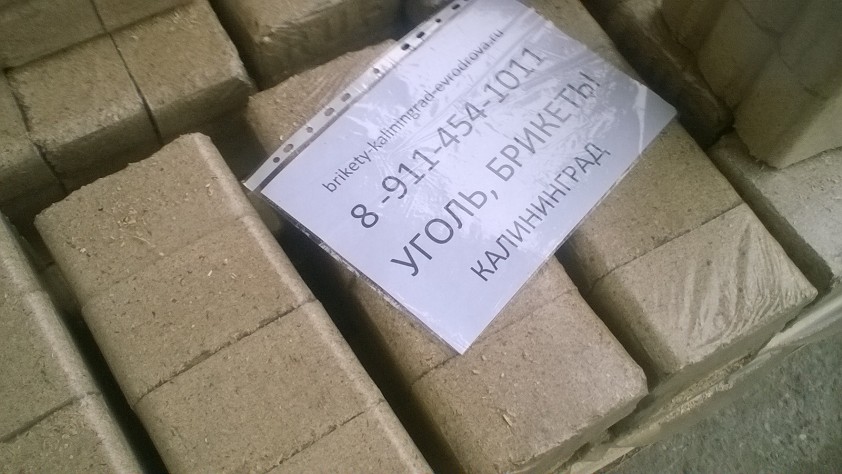 brikety-kaliningrad-evrodrova.ru
8 -911-454-1011
УГОЛЬ, БРИКЕТЫ
КАЛИНИНГРАД